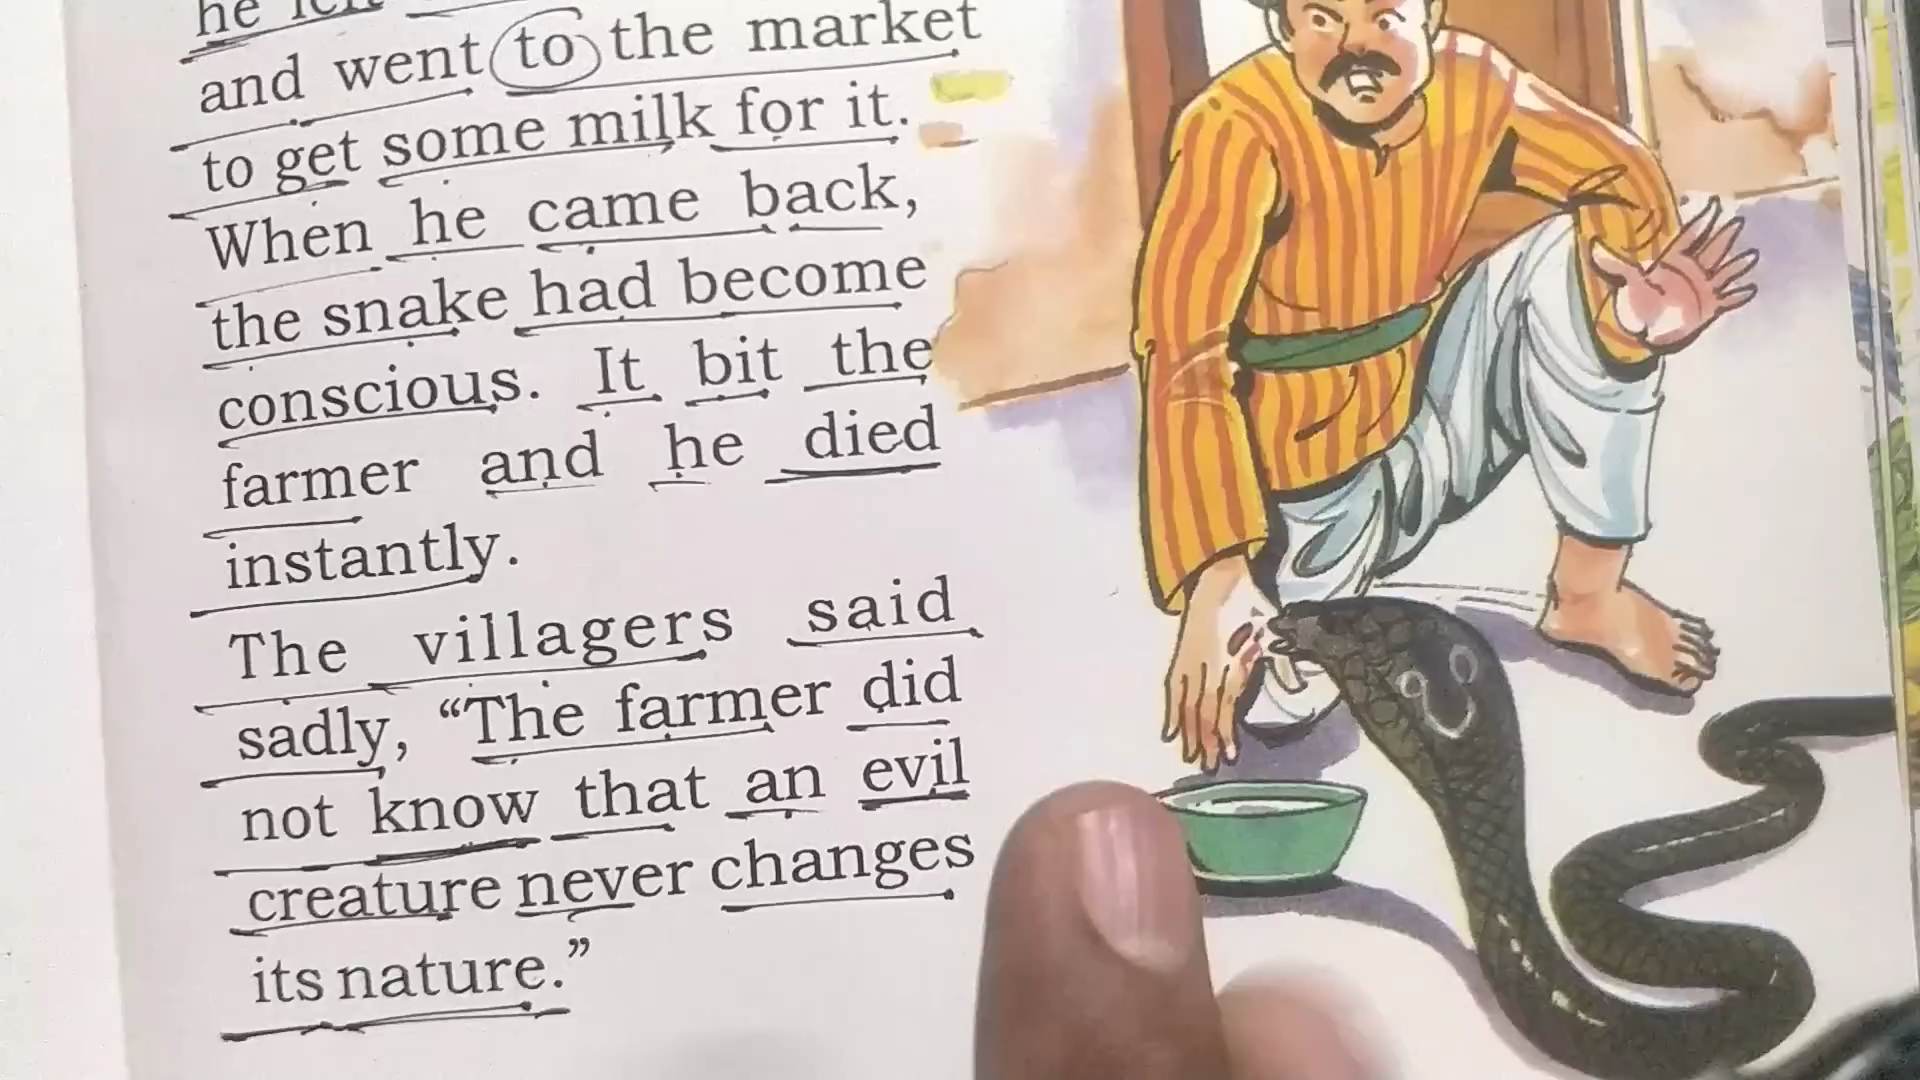 he
and went to the market
to get some milk for it.
When he came back,
the snake had become
conscious. It bit the
farmer and he died
instantly.
The villagers said
sadly, “The farmer did
not know that an evil
creature never changes
its nature.”